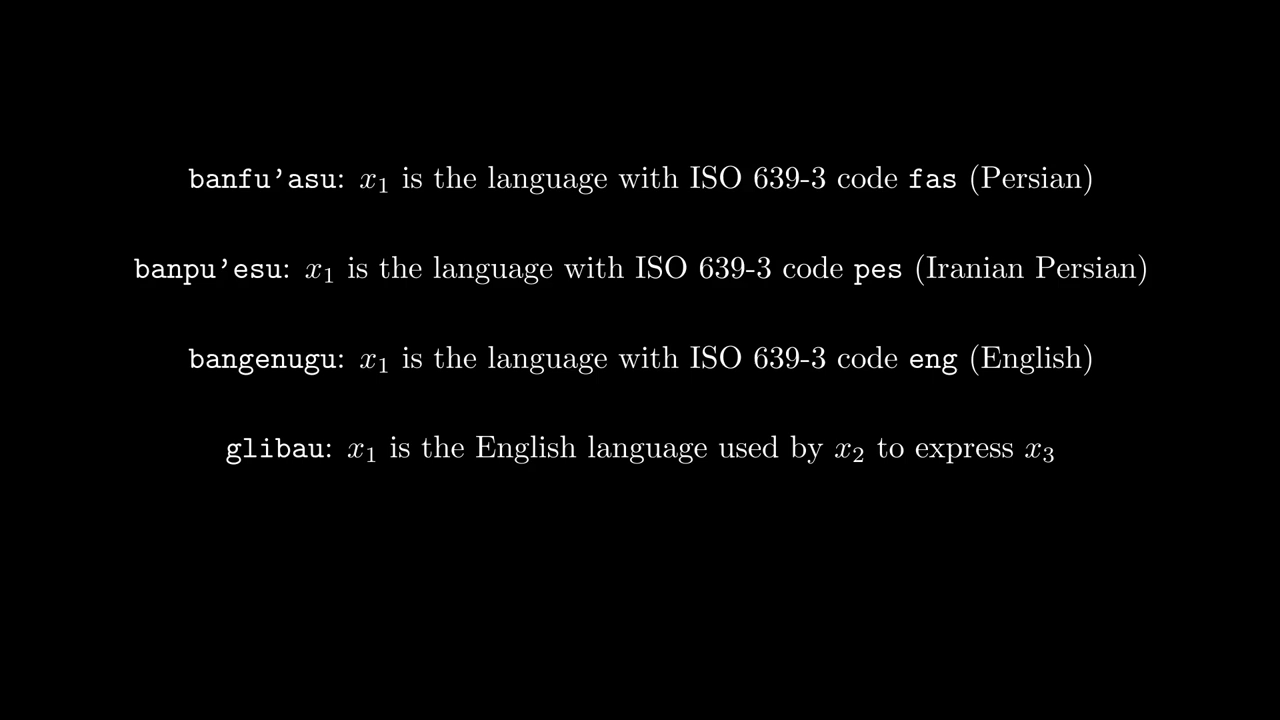 banfu’asu: x₁ is the language with ISO 639-3 code fas (Persian)
banpu’esu: x₁ is the language with ISO 639-3 code pes (Iranian Persian)
bangenugu: x₁ is the language with ISO 639-3 code eng (English)
glibau: x₁ is the English language used by x₂ to express x₃